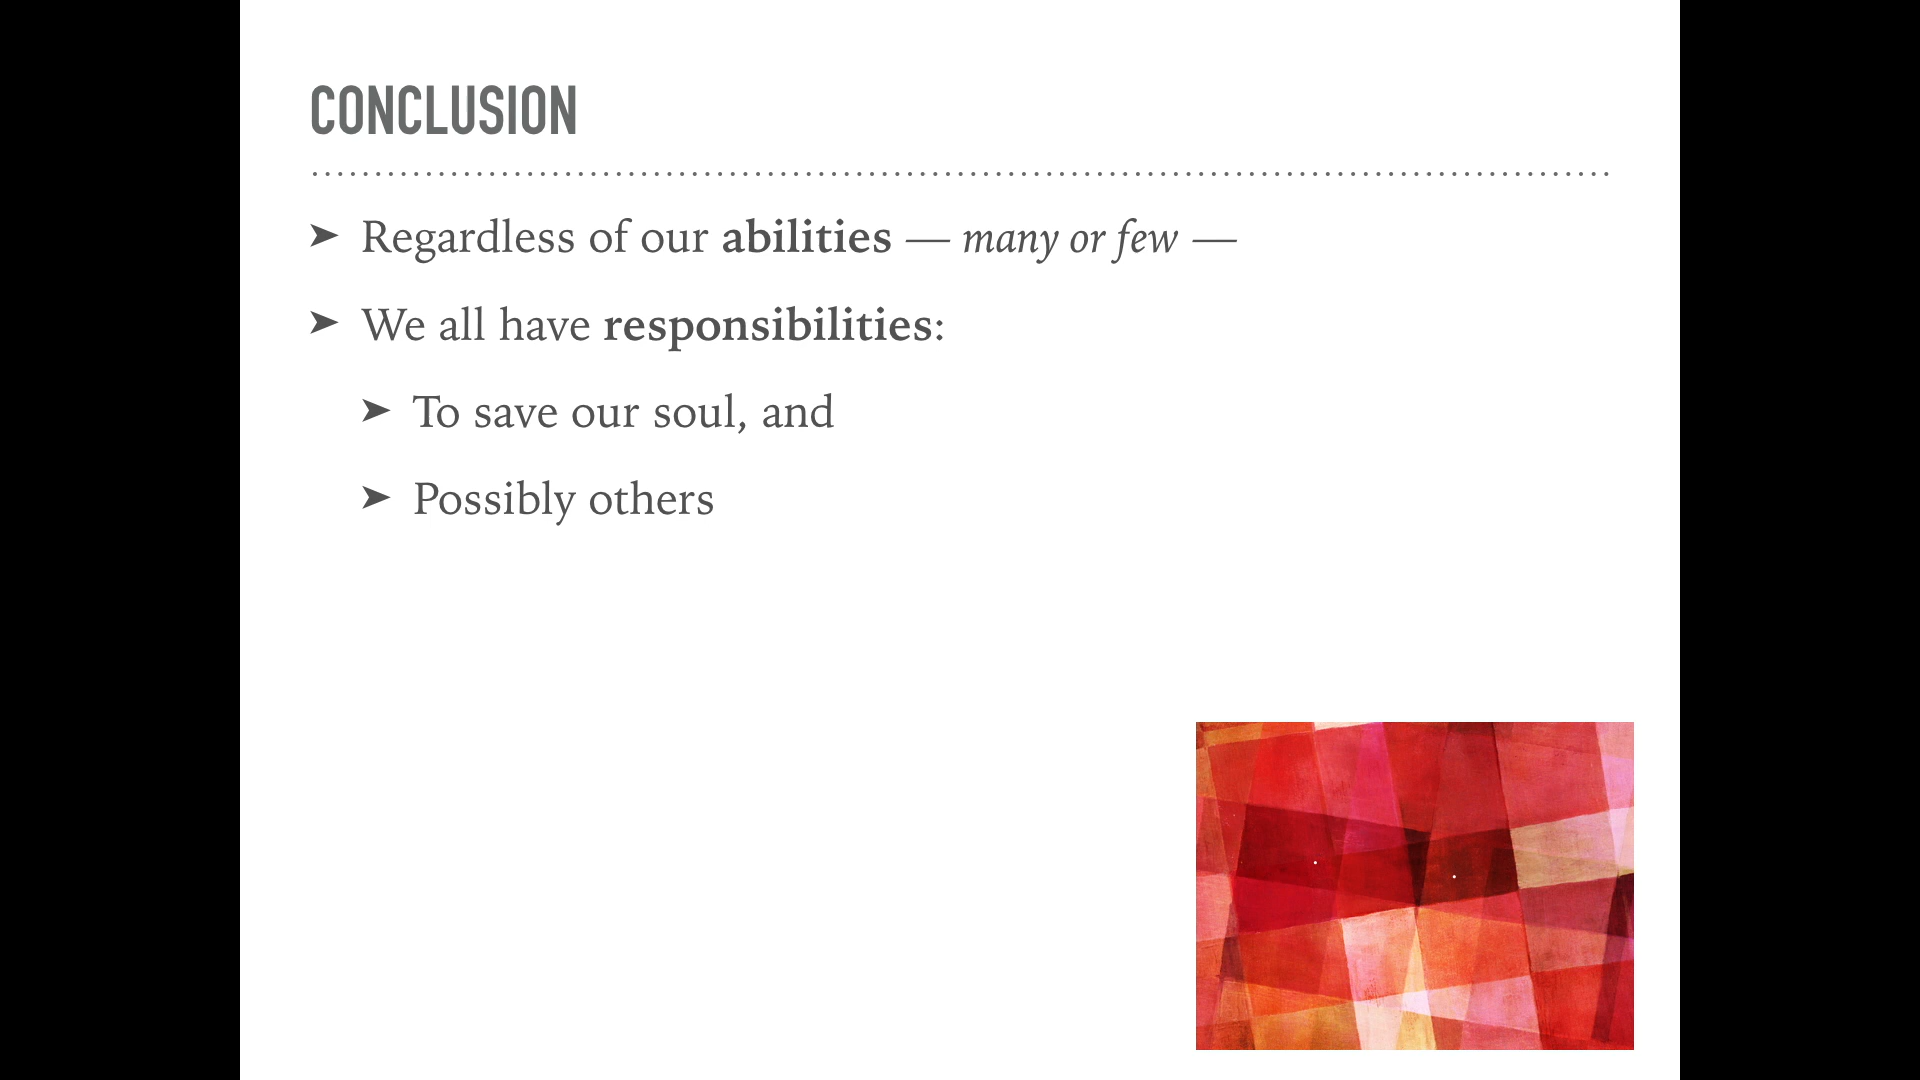 CONCLUSION
➤ Regardless of our abilities — many or few —
➤ We all have responsibilities:
➤ To save our soul, and
➤ Possibly others